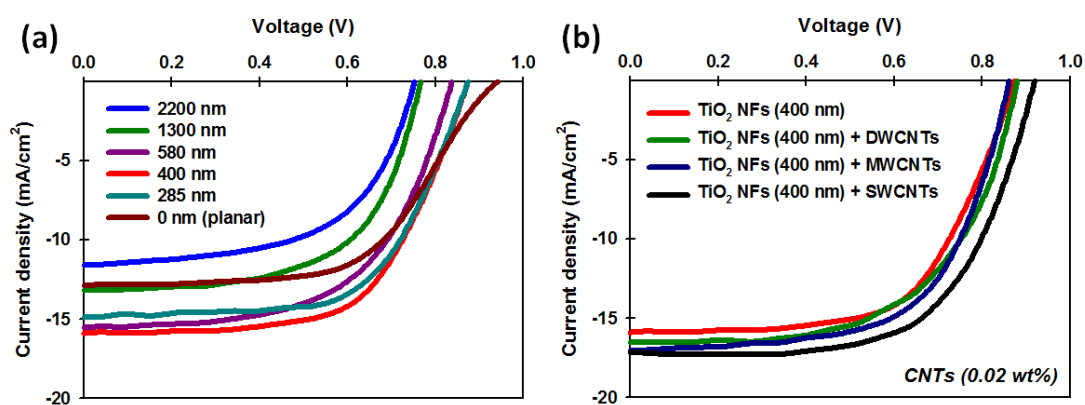 (a)
Voltage (V)
0.0 0.2 0.4 0.6 0.8 1.0
-5
-10
-15
-20
Current density (mA/cm²)
2200 nm
1300 nm
580 nm
400 nm
285 nm
0 nm (planar)
(b)
Voltage (V)
0.0 0.2 0.4 0.6 0.8 1.0
-5
-10
-15
-20
Current density (mA/cm²)
TiO₂ NFs (400 nm)
TiO₂ NFs (400 nm) + DWCNTs
TiO₂ NFs (400 nm) + MWCNTs
TiO₂ NFs (400 nm) + SWCNTs
CNTs (0.02 wt%)